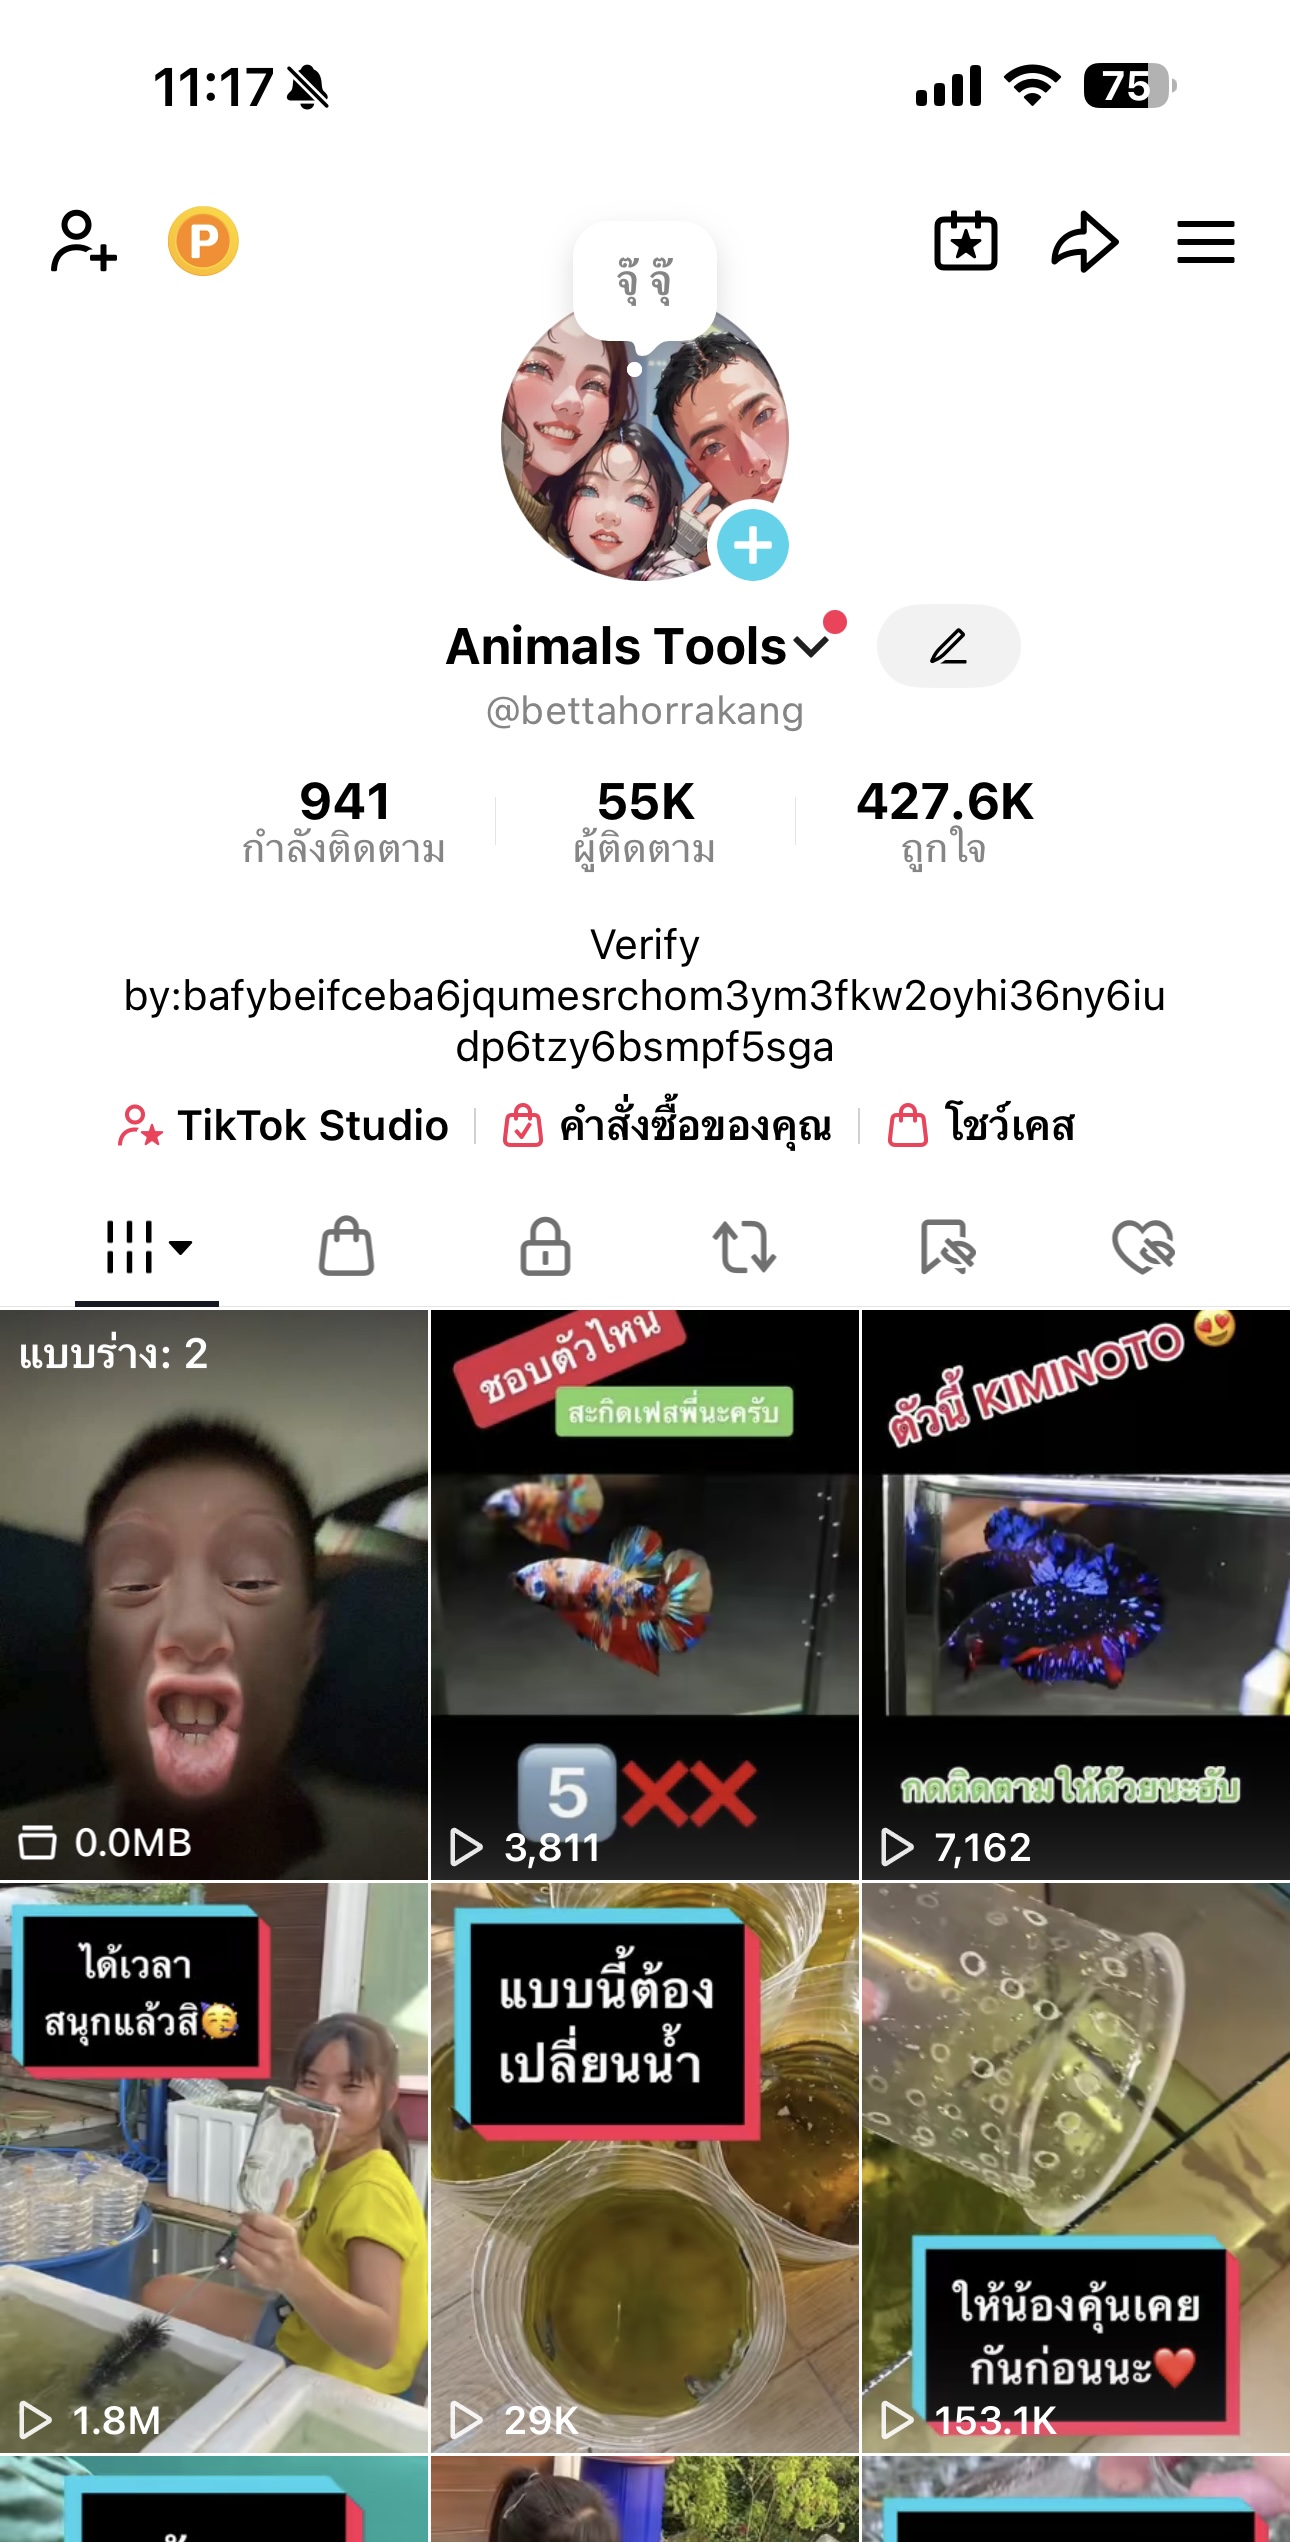 11:17
75
P
จุ๊ จุ๊
Animals Tools
@bettahorrakang
941
55K
427.6K
กำลังติดตาม
ผู้ติดตาม
ถูกใจ
Verify
by:bafybeifceba6jqumesrchom3ym3fkw2oyhi36ny6iu
dp6tzy6bsmpf5sga
TikTok Studio
คำสั่งซื้อของคุณ
โชว์เคส
แบบร่าง: 2
0.0MB
ชอบตัวไหน
สะกิดเฟสพี่นะครับ
5️⃣❌❌
3,811
ตัวนี้ KIMINOTO 😍
กดติดตามให้ด้วยนะฮับ
7,162
ได้เวลา
สนุกแล้วสิ🥳
1.8M
แบบนี้ต้อง
เปลี่ยนน้ำ
29K
ให้น้องคุ้นเคย
กันก่อนนะ❤️
153.1K